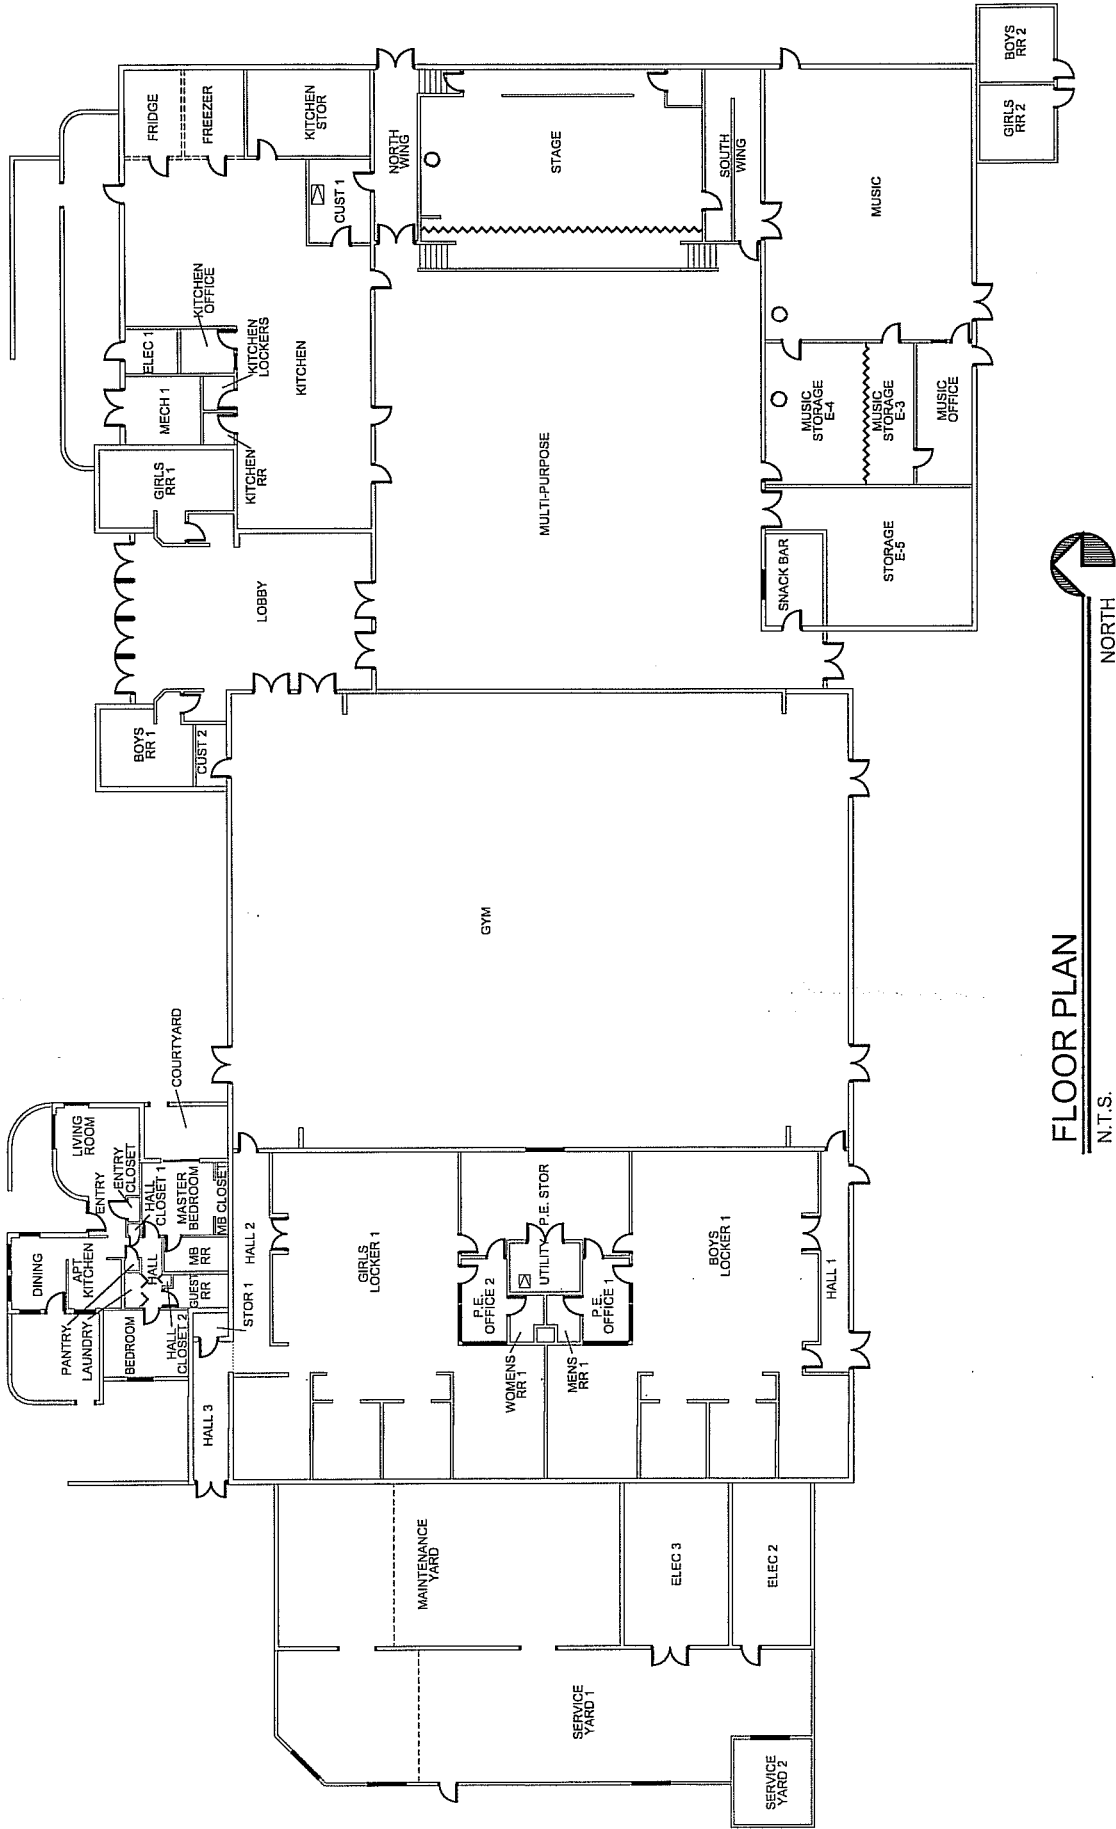 BOYS
RR 2
GIRLS
RR 2
FRIDGE
FREEZER
KITCHEN
STOR
NORTH
WING
STAGE
SOUTH
WING
MUSIC
CUST 1
KITCHEN
OFFICE
ELEC 1
KITCHEN
LOCKERS
KITCHEN
MECH 1
KITCHEN
RR
GIRLS
RR 1
MULTI-PURPOSE
MUSIC
STORAGE
E-4
MUSIC
STORAGE
E-3
MUSIC
OFFICE
STORAGE
E-5
SNACK BAR
LOBBY
BOYS
RR 1
CUST 2
GYM
COURTYARD
LIVING
ROOM
ENTRY
ENTRY
CLOSET
HALL
CLOSET 1
MASTER
BEDROOM
MB CLOSET
DINING
APT
KITCHEN
HALL
MB
RR
GUEST
RR
PANTRY
LAUNDRY
BEDROOM
HALL
CLOSET 2
STOR 1
HALL 2
HALL 3
GIRLS
LOCKER 1
P.E. STOR
UTILITY
P.E.
OFFICE 2
P.E.
OFFICE 1
WOMENS
RR 1
MENS
RR 1
BOYS
LOCKER 1
HALL 1
MAINTENANCE
YARD
ELEC 3
ELEC 2
SERVICE
YARD 1
SERVICE
YARD 2
FLOOR PLAN
N.T.S.
NORTH